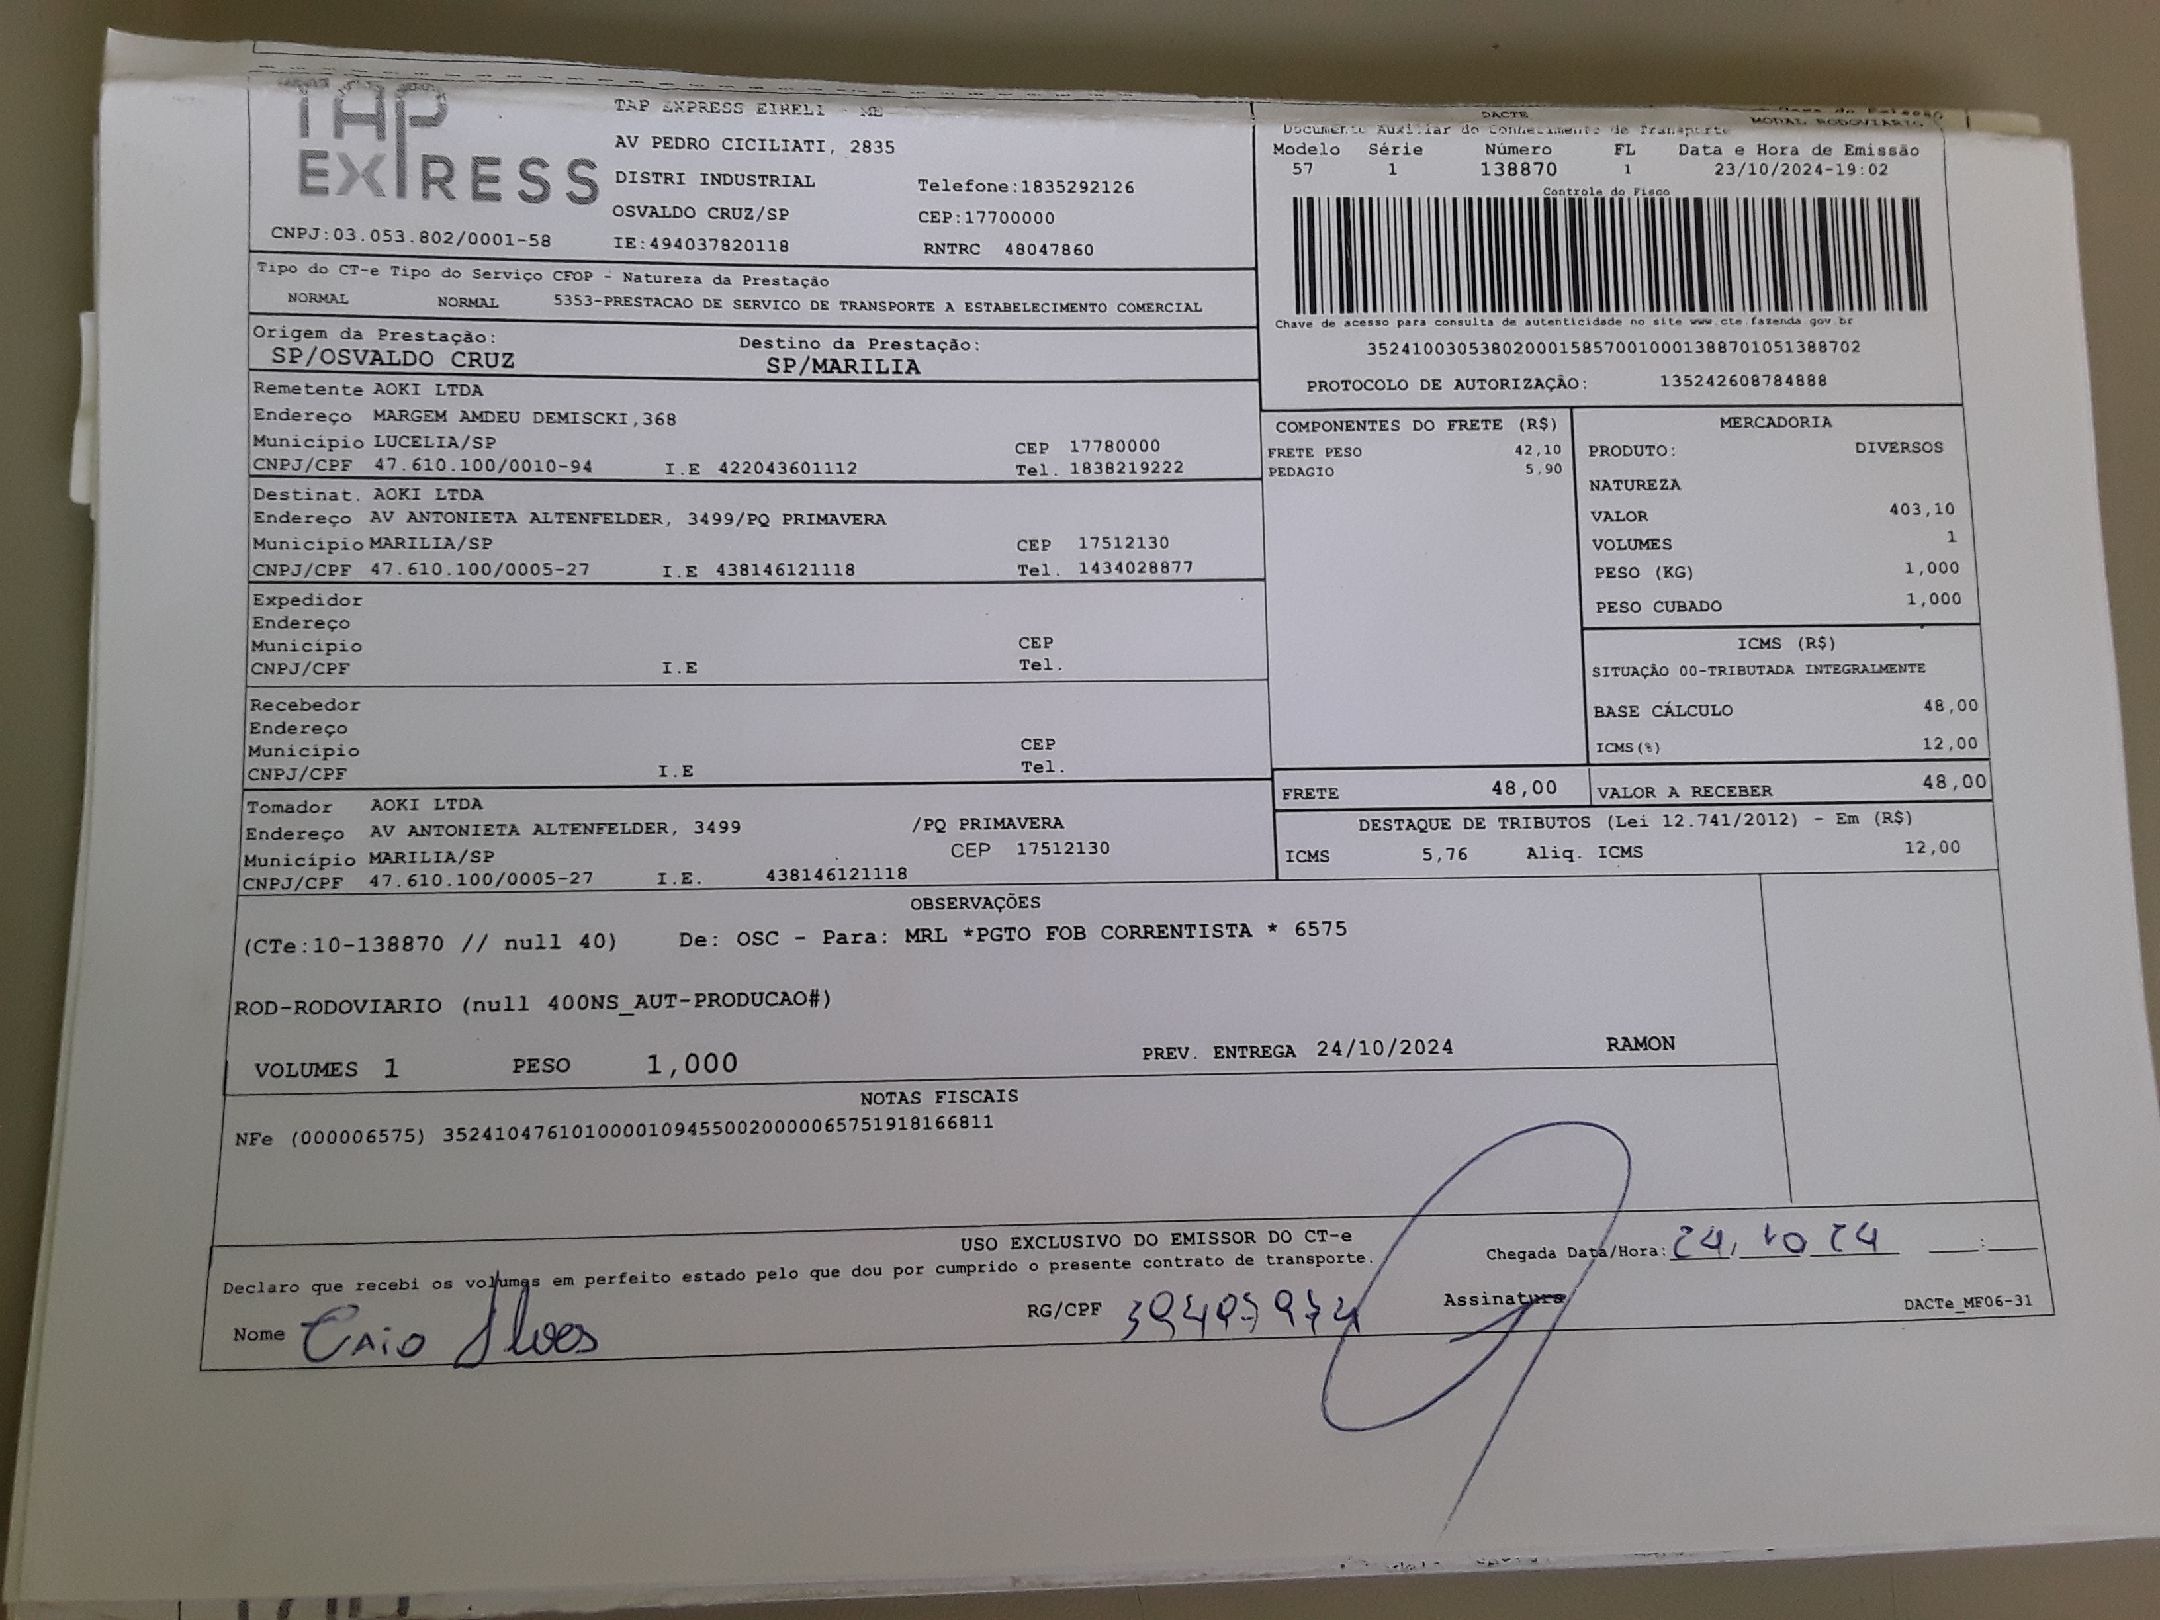 TAP EXPRESS
TAP EXPRESS EIRELI - ME
AV PEDRO CICILIATI, 2835
DISTRI INDUSTRIAL Telefone:1835292126
OSVALDO CRUZ/SP CEP:17700000
CNPJ:03.053.802/0001-58 IE:494037820118 RNTRC 48047860
DACTE
Documento Auxiliar do Conhecimento de Transporte
MODAL RODOVIARIO
Modelo Série Número FL Data e Hora de Emissão
57 1 138870 1 23/10/2024-19:02
Controle do Fisco
Chave de acesso para consulta de autenticidade no site www.cte.fazenda.gov.br
35241003053802000158570010001388701051388702
PROTOCOLO DE AUTORIZAÇÃO: 135242608784888
Tipo do CT-e Tipo do Serviço CFOP - Natureza da Prestação
NORMAL NORMAL 5353-PRESTACAO DE SERVICO DE TRANSPORTE A ESTABELECIMENTO COMERCIAL
Origem da Prestação: Destino da Prestação:
SP/OSVALDO CRUZ SP/MARILIA
Remetente AOKI LTDA
Endereço MARGEM AMDEU DEMISCKI,368
Município LUCELIA/SP CEP 17780000
CNPJ/CPF 47.610.100/0010-94 I.E 422043601112 Tel. 1838219222
Destinat. AOKI LTDA
Endereço AV ANTONIETA ALTENFELDER, 3499/PQ PRIMAVERA
Município MARILIA/SP CEP 17512130
CNPJ/CPF 47.610.100/0005-27 I.E 438146121118 Tel. 1434028877
Expedidor
Endereço
Município CEP
CNPJ/CPF I.E Tel.
Recebedor
Endereço
Município CEP
CNPJ/CPF I.E Tel.
Tomador AOKI LTDA
Endereço AV ANTONIETA ALTENFELDER, 3499 /PQ PRIMAVERA
Município MARILIA/SP CEP 17512130
CNPJ/CPF 47.610.100/0005-27 I.E. 438146121118
COMPONENTES DO FRETE (R$)
FRETE PESO 42,10
PEDAGIO 5,90
MERCADORIA
PRODUTO: DIVERSOS
NATUREZA
VALOR 403,10
VOLUMES 1
PESO (KG) 1,000
PESO CUBADO 1,000
ICMS (R$)
SITUAÇÃO 00-TRIBUTADA INTEGRALMENTE
BASE CÁLCULO 48,00
ICMS(%) 12,00
FRETE 48,00 VALOR A RECEBER 48,00
DESTAQUE DE TRIBUTOS (Lei 12.741/2012) - Em (R$)
ICMS 5,76 Aliq. ICMS 12,00
OBSERVAÇÕES
(CTe:10-138870 // null 40) De: OSC - Para: MRL *PGTO FOB CORRENTISTA * 6575
ROD-RODOVIARIO (null 400NS_AUT-PRODUCAO#)
VOLUMES 1 PESO 1,000 PREV. ENTREGA 24/10/2024 RAMON
NOTAS FISCAIS
NFe (000006575) 35241047610100001094550020000065751918166811
USO EXCLUSIVO DO EMISSOR DO CT-e
Declaro que recebi os volumes em perfeito estado pelo que dou por cumprido o presente contrato de transporte. Chegada Data/Hora: 24, 10 24 :
Nome Caio Alves RG/CPF Assinatura DACTe_MF06-31